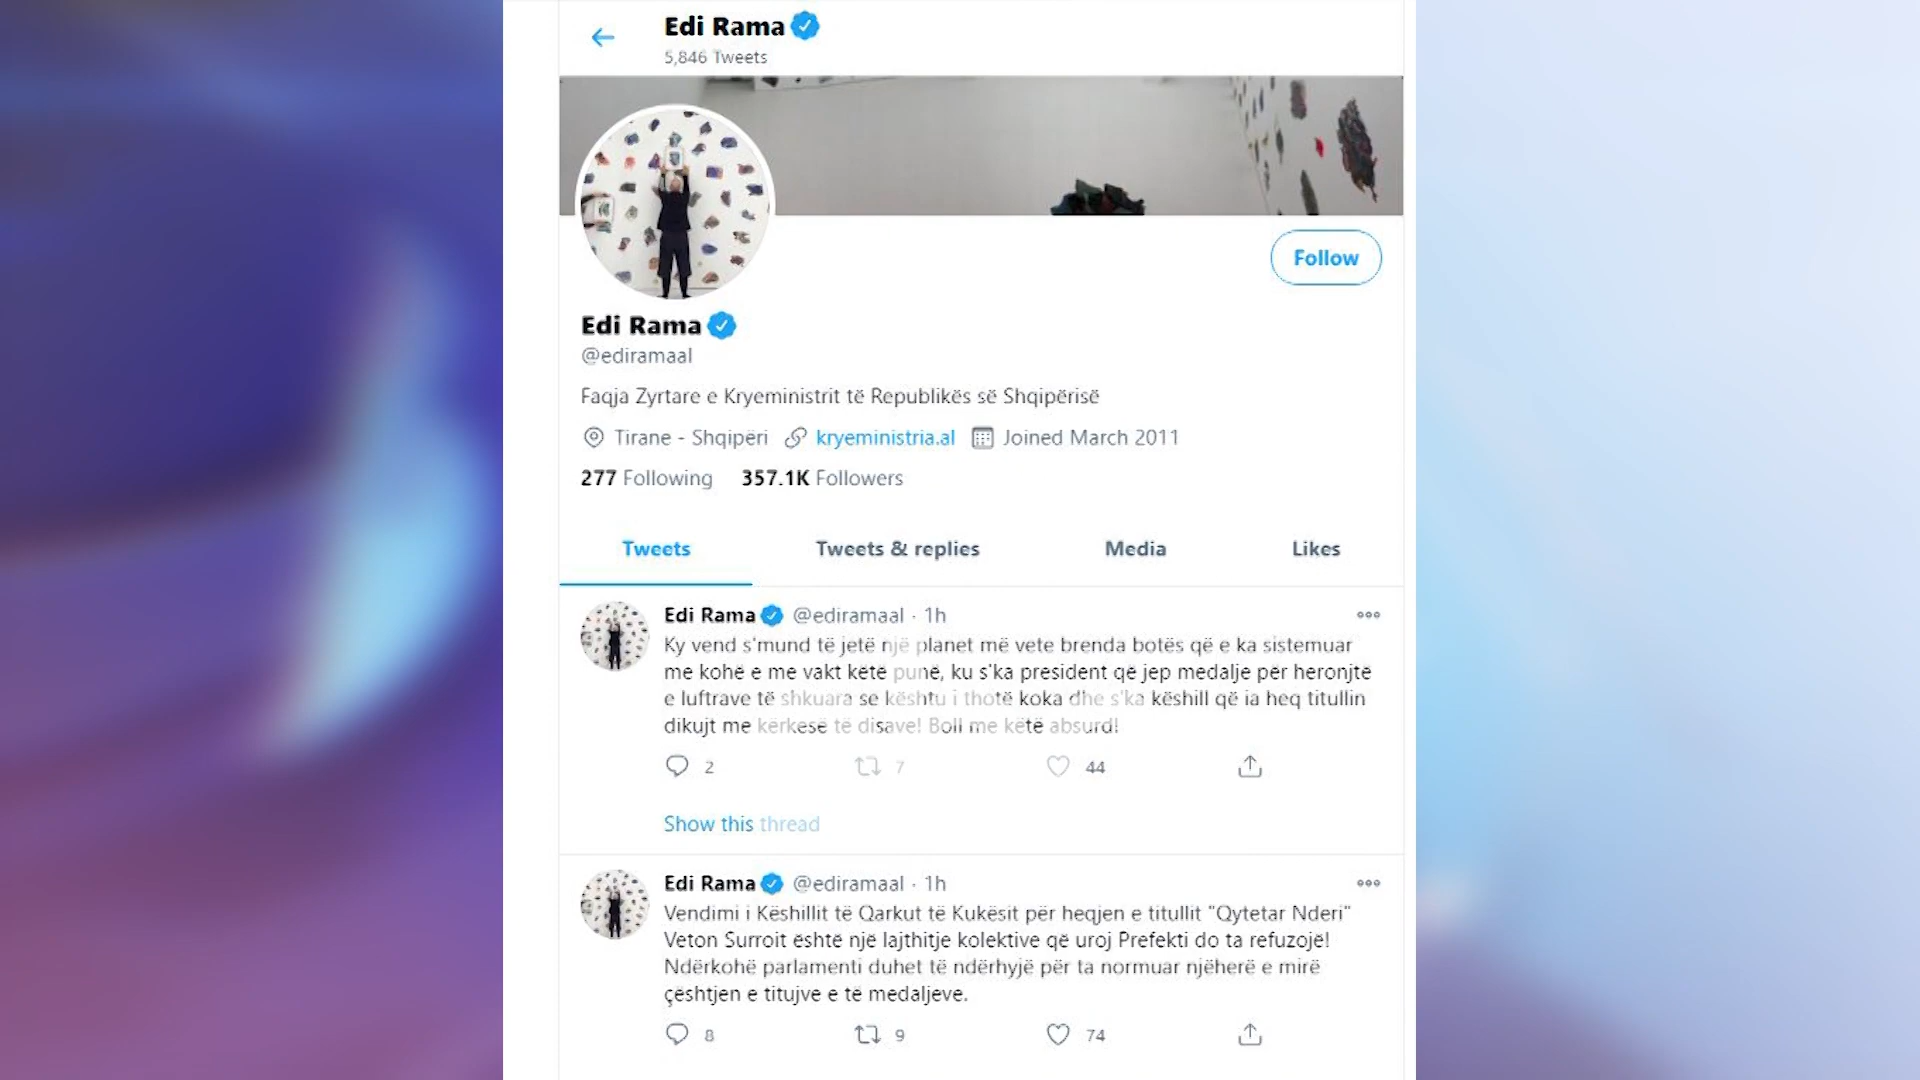 Edi Rama
5,846 Tweets
Follow
Edi Rama
@ediramaal
Faqja Zyrtare e Kryeministrit të Republikës së Shqipërisë
Tirane - Shqipëri kryeministria.al Joined March 2011
277 Following 357.1K Followers
Tweets Tweets & replies Media Likes
Edi Rama @ediramaal · 1h
Ky vend s'mund të jetë një planet më vete brenda botës që e ka sistemuar
me kohë e me vakt këtë punë, ku s'ka president që jep medalje për heronjtë
e luftrave të shkuara se kështu i thotë koka dhe s'ka këshill që ia heq titullin
dikujt me kërkesë të disave! Boll me këtë absurd!
2 7 44
Show this thread
Edi Rama @ediramaal · 1h
Vendimi i Këshillit të Qarkut të Kukësit për heqjen e titullit "Qytetar Nderi"
Veton Surroit është një lajthitje kolektive që uroj Prefekti do ta refuzojë!
Ndërkohë parlamenti duhet të ndërhyjë për ta normuar njëherë e mirë
çështjen e titujve e të medaljeve.
8 9 74